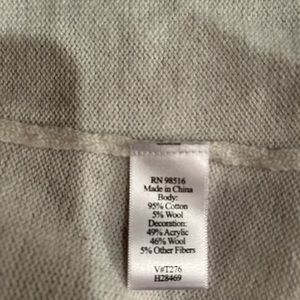 RN 98516
Made in China
Body:
95% Cotton
5% Wool
Decoration:
49% Acrylic
46% Wool
5% Other Fibers
V#T276
H28469